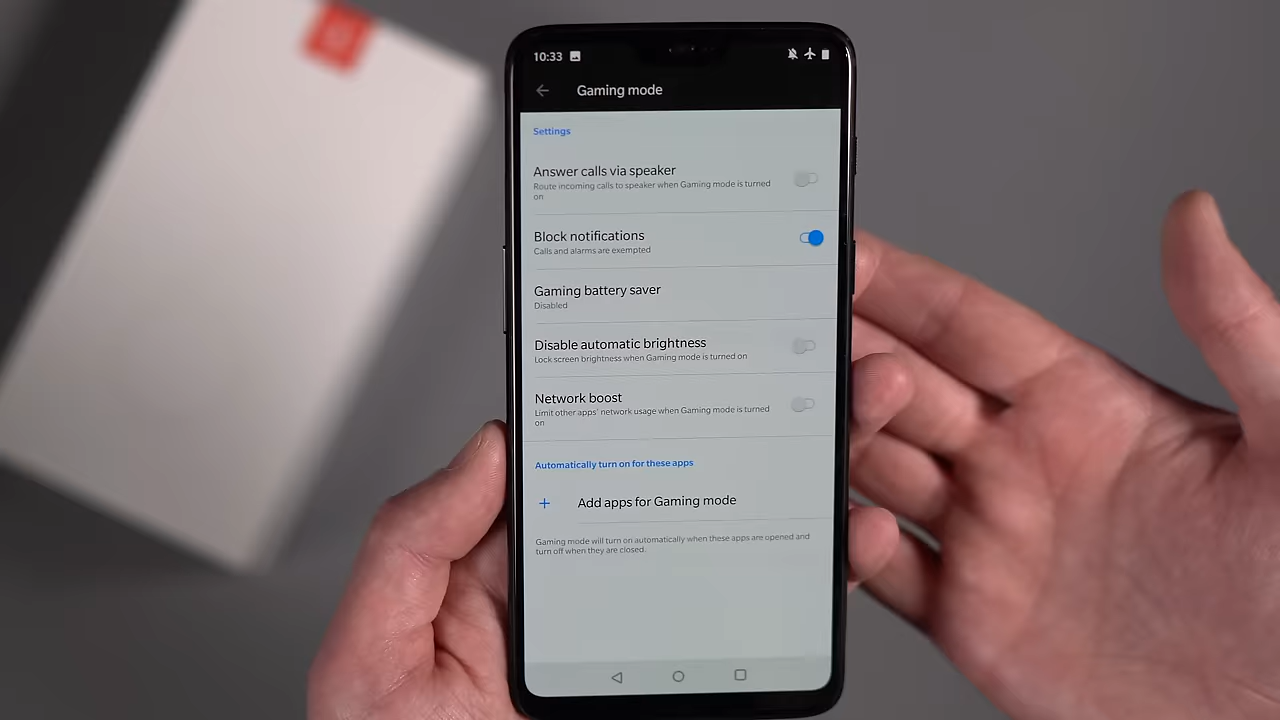 10:33
Gaming mode
Settings
Answer calls via speaker
Route incoming calls to speaker when Gaming mode is turned
on
Block notifications
Calls and alarms are exempted
Gaming battery saver
Disabled
Disable automatic brightness
Lock screen brightness when Gaming mode is turned on
Network boost
Limit other apps' network usage when Gaming mode is turned
on
Automatically turn on for these apps
+ Add apps for Gaming mode
Gaming mode will turn on automatically when these apps are opened and
turn off when they are closed.